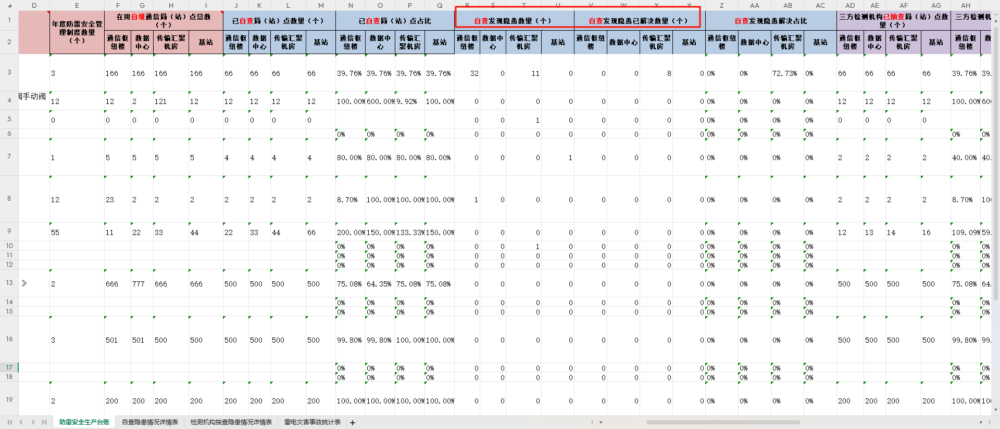 D E F G H I J K L M N O P Q R S T U V W X Y Z AA AB AC AD AE AF AG AH
1 年度防雷安全管理制度数量（个） 在用自维通信局（站）点总数（个） 已自查局（站）点数量（个） 已自查局（站）点占比 自查发现隐患数量（个） 自查发现隐患已解决数量（个） 自查发现隐患解决占比 三方检测机构已抽查局（站）点数量（个） 三方检测机
2 通信枢纽楼 数据中心 传输汇聚机房 基站 通信枢纽楼 数据中心 传输汇聚机房 基站 通信枢纽楼 数据中心 传输汇聚机房 基站 通信枢纽楼 数据中心 传输汇聚机房 基站 通信枢纽楼 数据中心 传输汇聚机房 基站 通信枢纽楼 数据中心 传输汇聚机房 基站 通信枢纽楼 数据中心 传输汇聚机房 基站 通信枢纽楼
3 3 166 166 166 166 66 66 66 66 39.76% 39.76% 39.76% 39.76% 32 0 11 0 0 0 8 0 0% 0% 72.73% 0% 66 66 66 66 39.76% 39.
4 阀手动阀 12 12 2 121 12 12 12 12 12 100.00% 600.00% 9.92% 100.00% 0 0 0 0 0 0 0 0 0% 0% 0% 0% 12 12 12 12 100.00% 600
5 0 0 0 0 0 0 0 0 0 0 0 1 0 0 0 0 0 0% 0% 0% 0% 0 0 0 0
6 0% 0% 0% 0% 0 0 0 0 0 0 0 0 0% 0% 0% 0% 0% 0%
7 1 5 5 5 5 4 4 4 4 80.00% 80.00% 80.00% 80.00% 0 0 0 1 0 0 0 0 0% 0% 0% 0% 2 2 2 2 40.00% 40.
8 12 23 2 2 2 2 2 2 2 8.70% 100.00% 100.00% 100.00% 1 0 0 0 0 0 0 0 0% 0% 0% 0% 2 2 2 2 8.70% 100
9 55 11 22 33 44 22 33 44 66 200.00% 150.00% 133.33% 150.00% 0 0 0 0 0 0 0 0 0% 0% 0% 0% 12 13 14 16 109.09% 59.
10 0% 0% 0% 0% 0 0 1 0 0 0 0 0 0% 0% 0% 0% 0% 0%
11 0% 0% 0% 0% 0 0 0 0 0 0 0 0 0% 0% 0% 0% 0% 0%
12 0% 0% 0% 0% 0 0 0 0 0 0 0 0 0% 0% 0% 0% 0% 0%
13 》 2 666 777 666 666 500 500 500 500 75.08% 64.35% 75.08% 75.08% 0 0 0 0 0 0 0 0 0% 0% 0% 0% 500 500 500 500 75.08% 64.
14 0% 0% 0% 0% 0 0 0 0 0 0 0 0 0% 0% 0% 0% 0% 0%
15 0% 0% 0% 0% 0 0 0 0 0 0 0 0 0% 0% 0% 0% 0% 0%
16 3 501 501 500 500 500 500 500 500 99.80% 99.80% 100.00% 100.00% 0 0 0 0 0 0 0 0 0% 0% 0% 0% 500 500 500 500 99.80% 99.
17 0% 0% 0% 0% 0 0 0 0 0 0 0 0 0% 0% 0% 0% 0% 0%
18 0% 0% 0% 0% 0 0 0 0 0 0 0 0 0% 0% 0% 0% 0% 0%
19 2 200 200 200 200 200 200 200 200 100.00% 100.00% 100.00% 100.00% 0 0 0 0 0 0 0 0 0% 0% 0% 0% 200 200 200 200 100.00% 100
防雷安全生产台账 自查隐患情况详情表 检测机构抽查隐患情况详情表 雷电灾害事故统计表